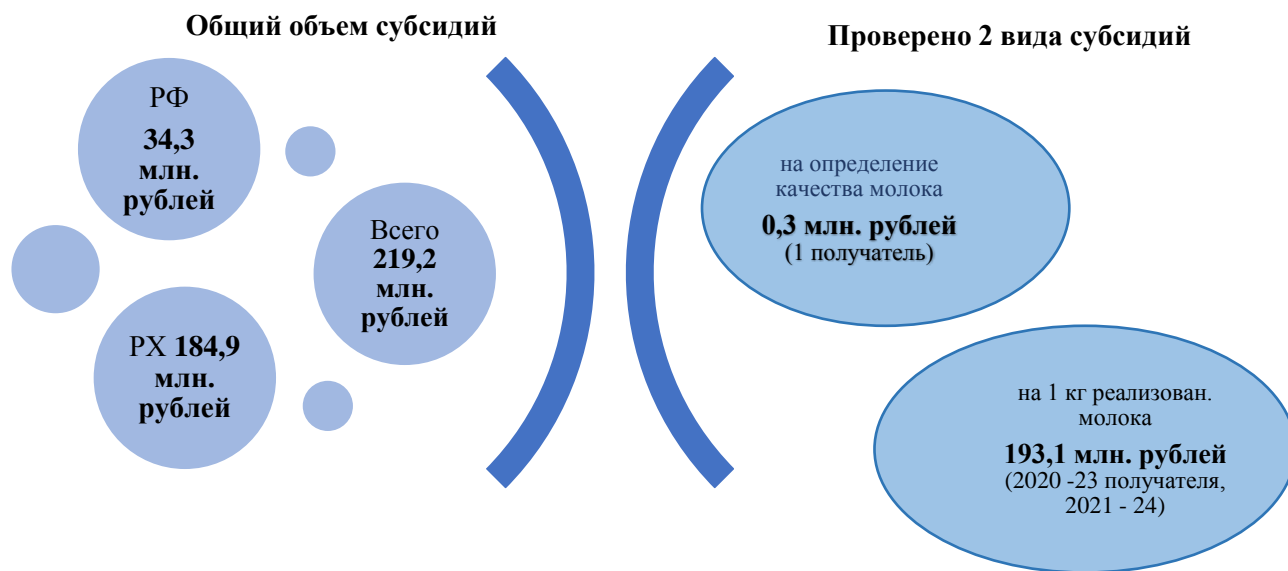 Общий объем субсидий
РФ
34,3
млн.
рублей
Всего
219,2
млн.
рублей
РХ 184,9
млн.
рублей
Проверено 2 вида субсидий
на определение
качества молока
0,3 млн. рублей
(1 получатель)
на 1 кг реализован.
молока
193,1 млн. рублей
(2020 -23 получателя,
2021 - 24)